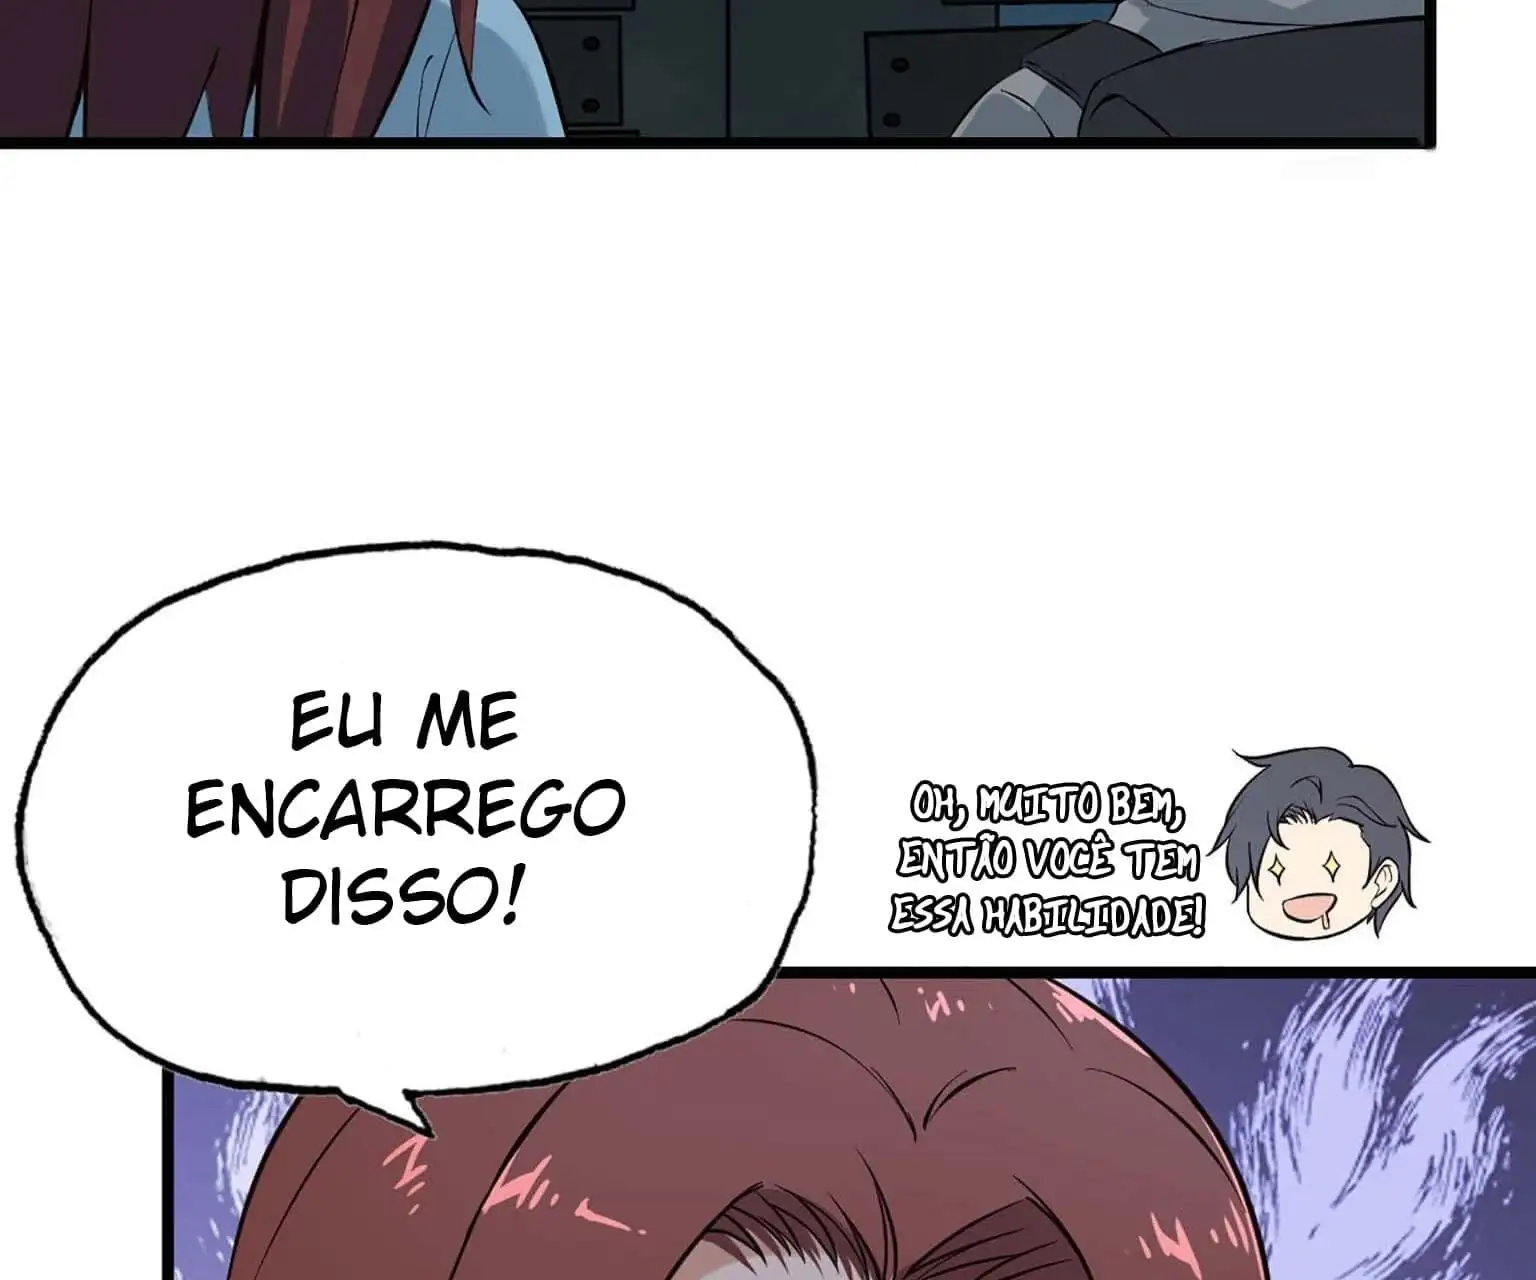 EU ME
ENCARREGO
DISSO!
OH, MUITO BEM,
ENTÃO VOCÊ TEM
ESSA HABILIDADE!